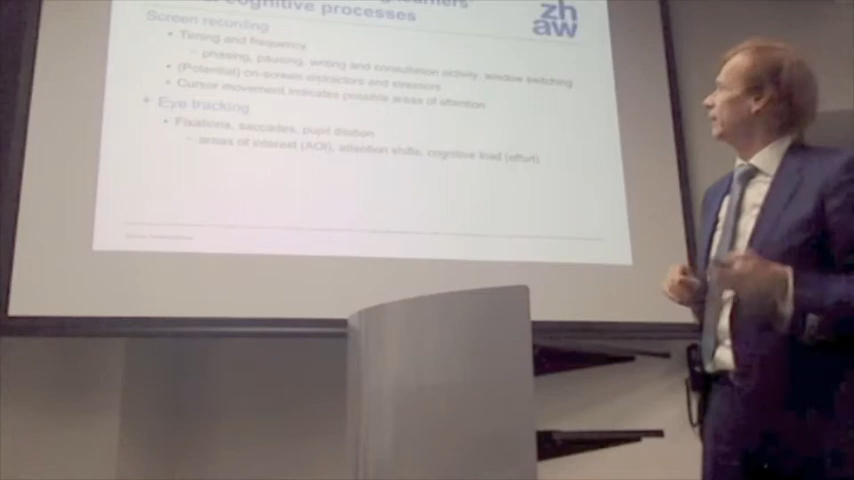 learners'
cognitive processes
zh
aw
Screen recording
• Timing and frequency
– phasing, pausing, writing and consultation activity, window switching
• (Potential) on-screen distractors and stressors
• Cursor movement indicates possible areas of attention
+ Eye tracking
• Fixations, saccades, pupil dilation
– areas of interest (AOI), attention shifts, cognitive load (effort)